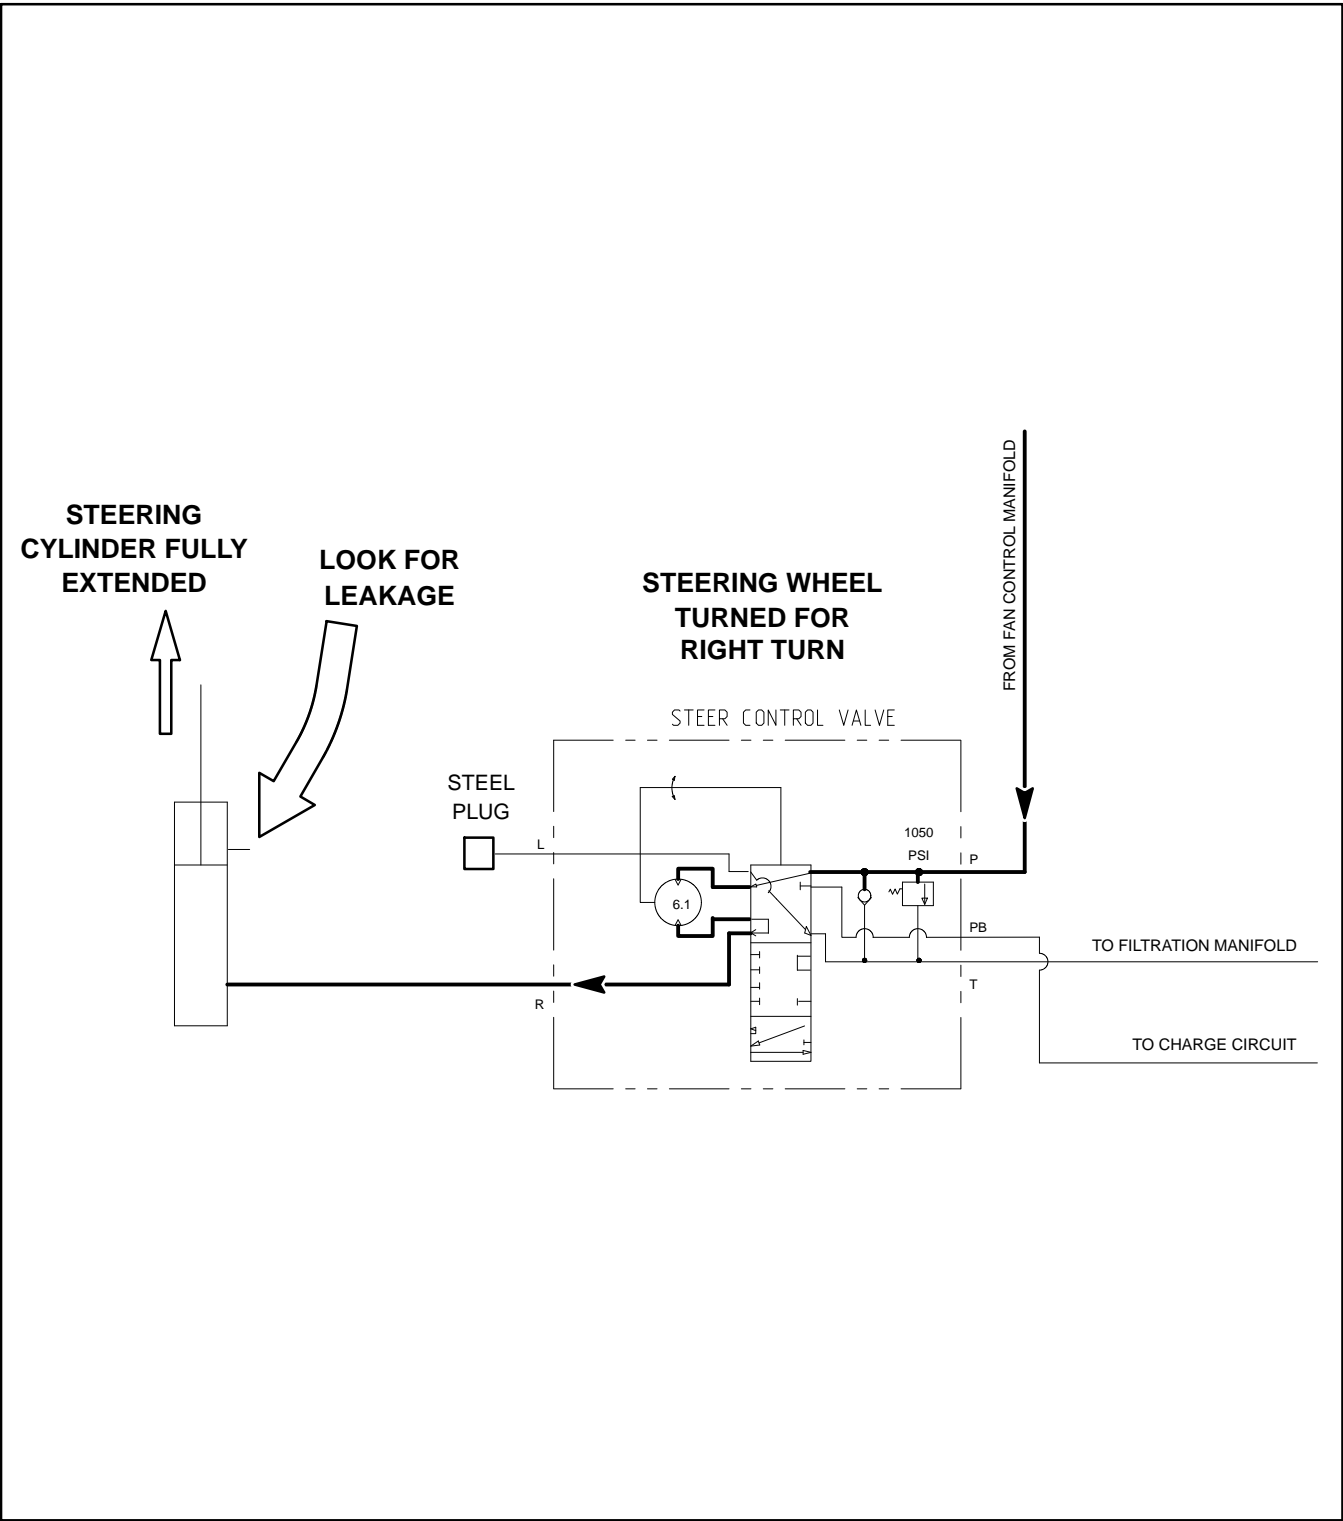 FROM FAN CONTROL MANIFOLD
STEERING
CYLINDER FULLY
EXTENDED
LOOK FOR
LEAKAGE
STEERING WHEEL
TURNED FOR
RIGHT TURN
STEER CONTROL VALVE
STEEL
PLUG
L
1050
PSI
P
6.1
PB
TO FILTRATION MANIFOLD
T
R
TO CHARGE CIRCUIT